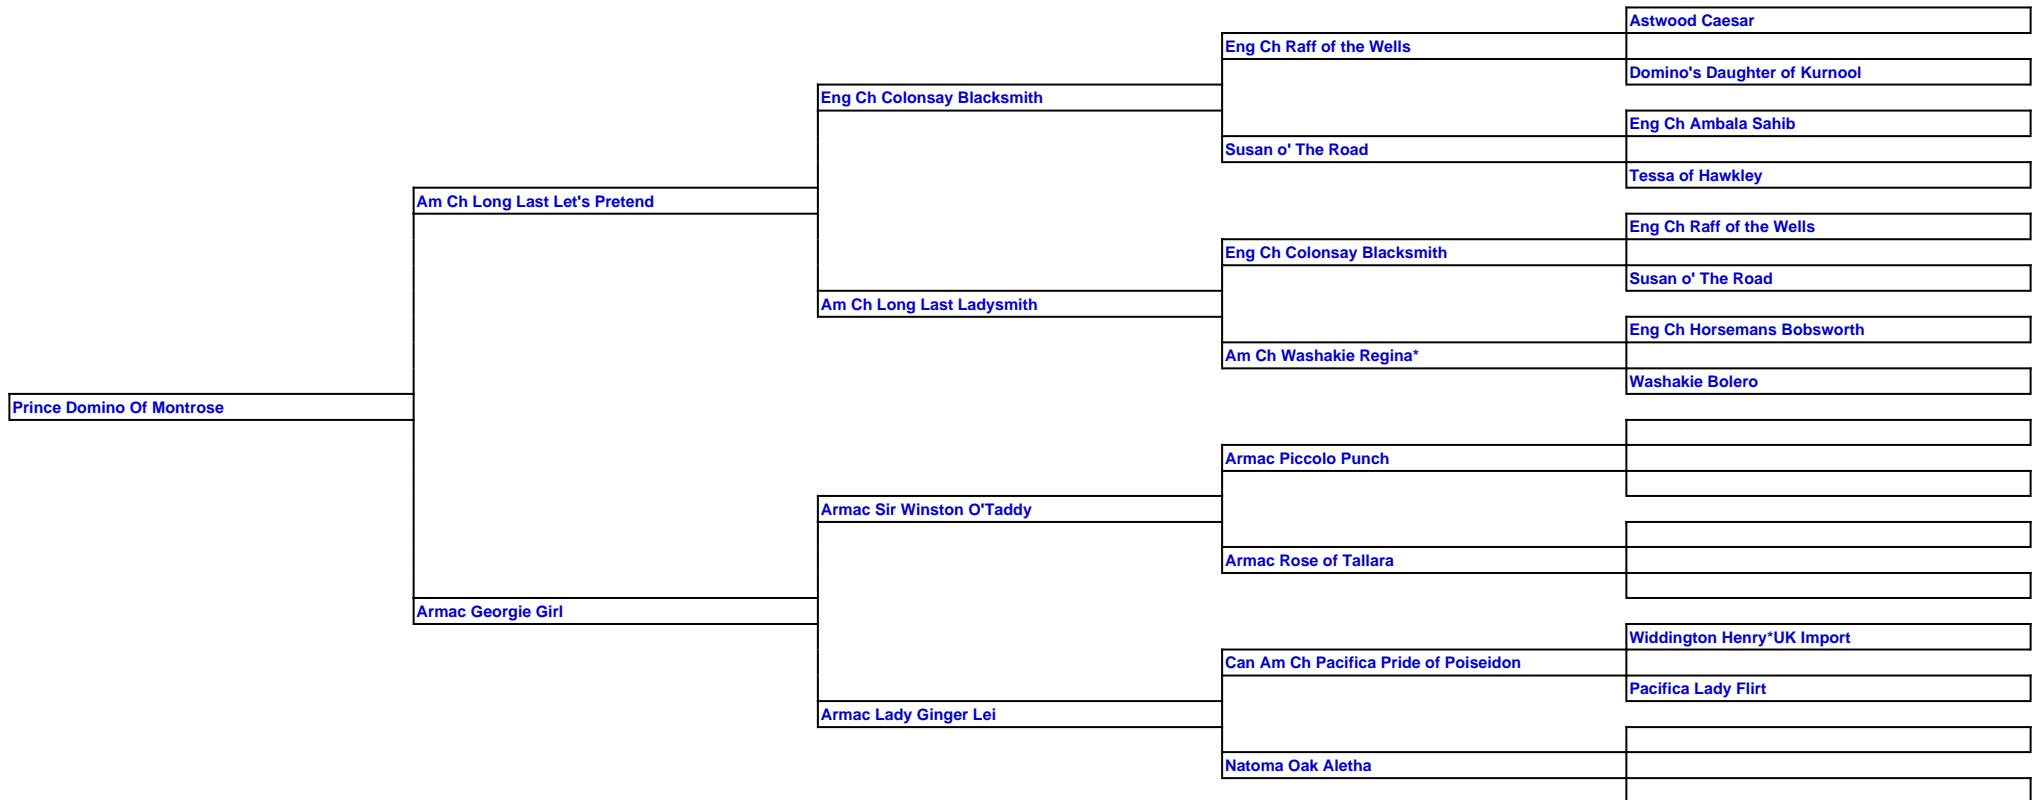 Astwood Caesar
Eng Ch Raff of the Wells
Domino's Daughter of Kurnool
Eng Ch Colonsay Blacksmith
Eng Ch Ambala Sahib
Susan o' The Road
Tessa of Hawkley
Am Ch Long Last Let's Pretend
Eng Ch Raff of the Wells
Eng Ch Colonsay Blacksmith
Susan o' The Road
Am Ch Long Last Ladysmith
Eng Ch Horsemans Bobsworth
Am Ch Washakie Regina*
Washakie Bolero
Prince Domino Of Montrose
Armac Piccolo Punch
Armac Sir Winston O'Taddy
Armac Rose of Tallara
Armac Georgie Girl
Widdington Henry*UK Import
Can Am Ch Pacifica Pride of Poiseidon
Pacifica Lady Flirt
Armac Lady Ginger Lei
Natoma Oak Aletha